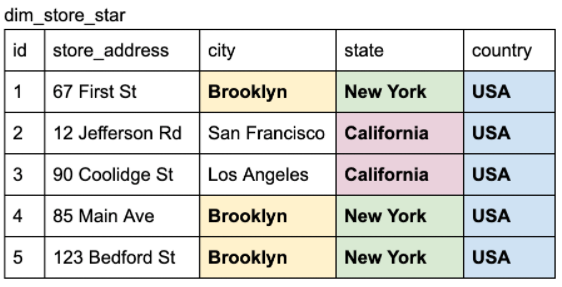 dim_store_star
id store_address city state country
1 67 First St Brooklyn New York USA
2 12 Jefferson Rd San Francisco California USA
3 90 Coolidge St Los Angeles California USA
4 85 Main Ave Brooklyn New York USA
5 123 Bedford St Brooklyn New York USA